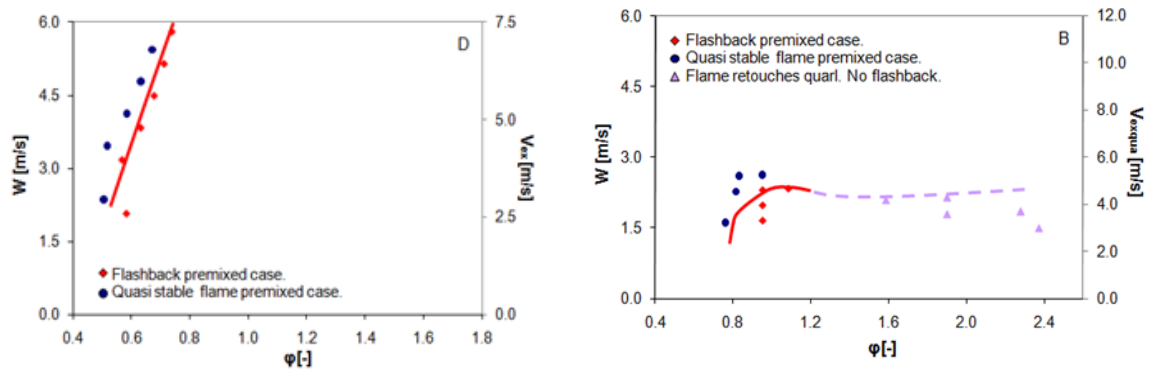 6.0
7.5
D
4.5
5.0
3.0
2.5
1.5
0.0
0.0
W [m/s]
Vex [m/s]
Flashback premixed case.
Quasi stable flame premixed case.
0.4 0.6 0.8 1.0 1.2 1.4 1.6 1.8
φ[-]
6.0
12.0
B
Flashback premixed case.
Quasi stable flame premixed case.
Flame retouches quarl. No flashback.
10.0
4.5
8.0
3.0
6.0
4.0
1.5
2.0
0.0
0.0
W [m/s]
Vexqua [m/s]
0.4 0.8 1.2 1.6 2.0 2.4
φ[-]